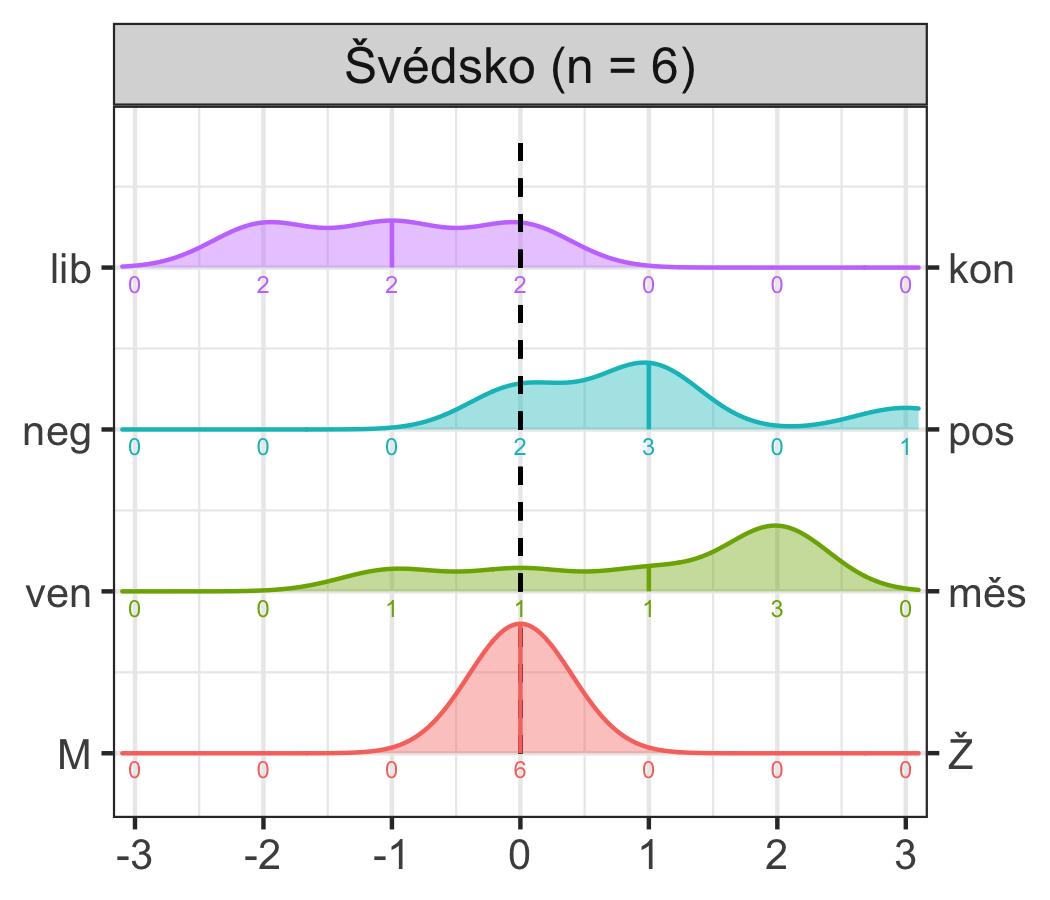 Švédsko (n = 6)
lib kon
0 2 2 2 0 0 0
neg pos
0 0 0 2 3 0 1
ven měs
0 0 1 1 1 3 0
M Ž
0 0 0 6 0 0 0
-3 -2 -1 0 1 2 3